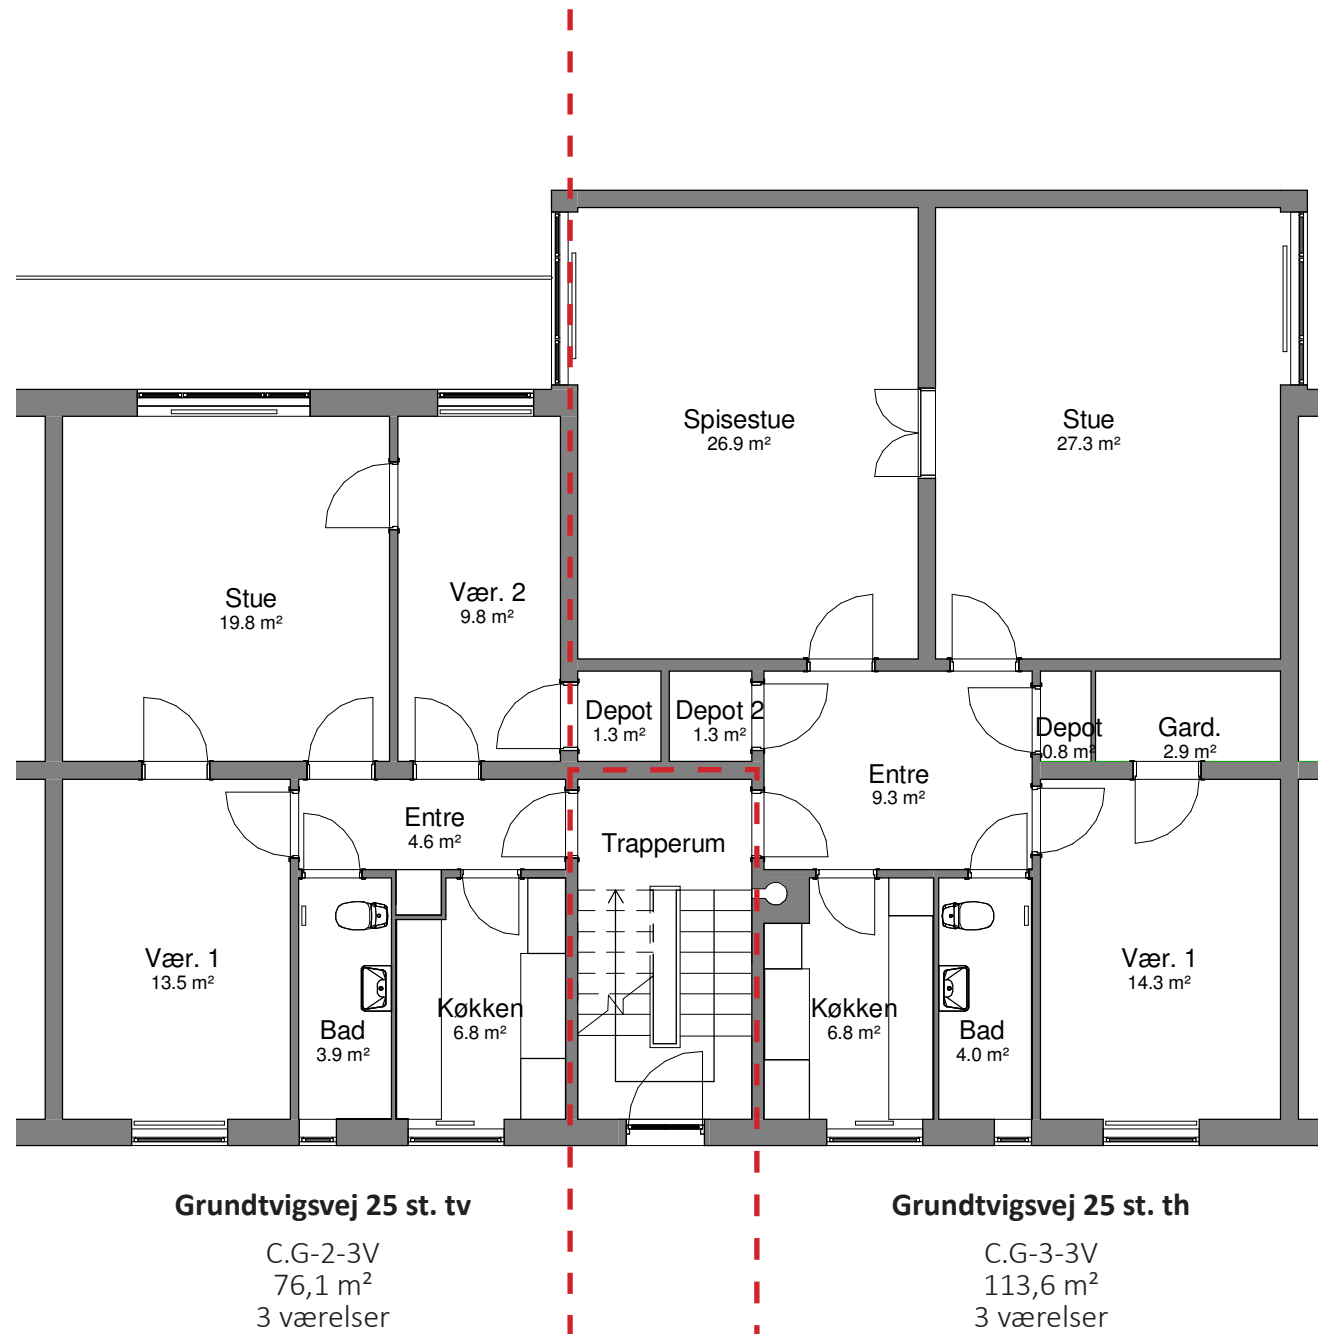 Spisestue
26.9 m²
Stue
27.3 m²
Stue
19.8 m²
Vær. 2
9.8 m²
Depot
1.3 m²
Depot 2
1.3 m²
Depot
0.8 m²
Gard.
2.9 m²
Entre
9.3 m²
Entre
4.6 m²
Trapperum
Vær. 1
13.5 m²
Bad
3.9 m²
Køkken
6.8 m²
Køkken
6.8 m²
Bad
4.0 m²
Vær. 1
14.3 m²
Grundtvigsvej 25 st. tv
C.G-2-3V
76,1 m²
3 værelser
Grundtvigsvej 25 st. th
C.G-3-3V
113,6 m²
3 værelser